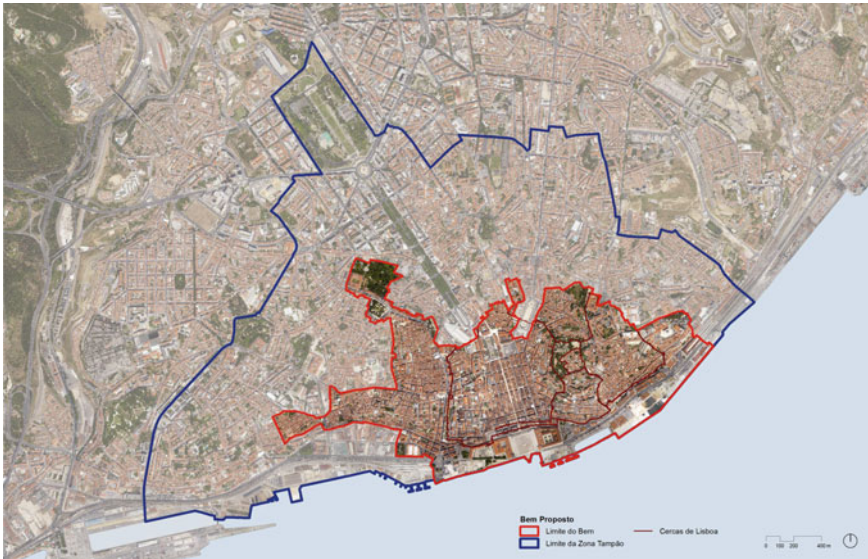 Bem Proposto
Limite do Bem
Cercas de Lisboa
Limite da Zona Tampão
0 100 200 400 m